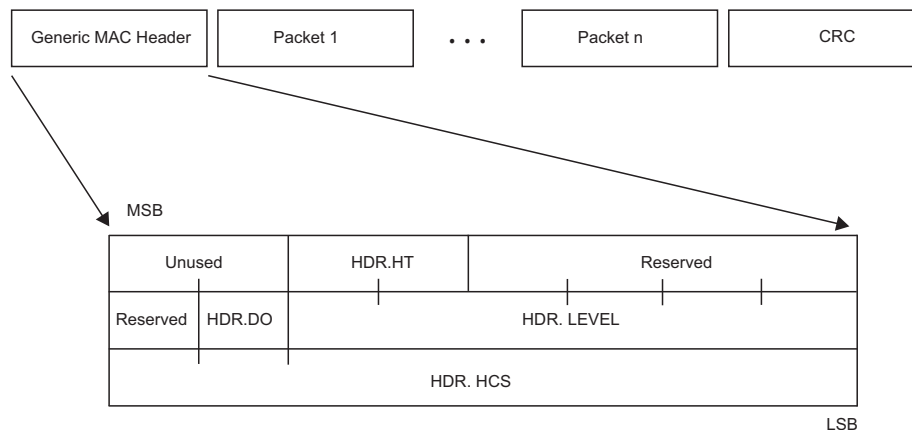 Generic MAC Header Packet 1 . . . Packet n CRC
MSB
Unused HDR.HT Reserved
Reserved HDR.DO HDR. LEVEL
HDR. HCS
LSB